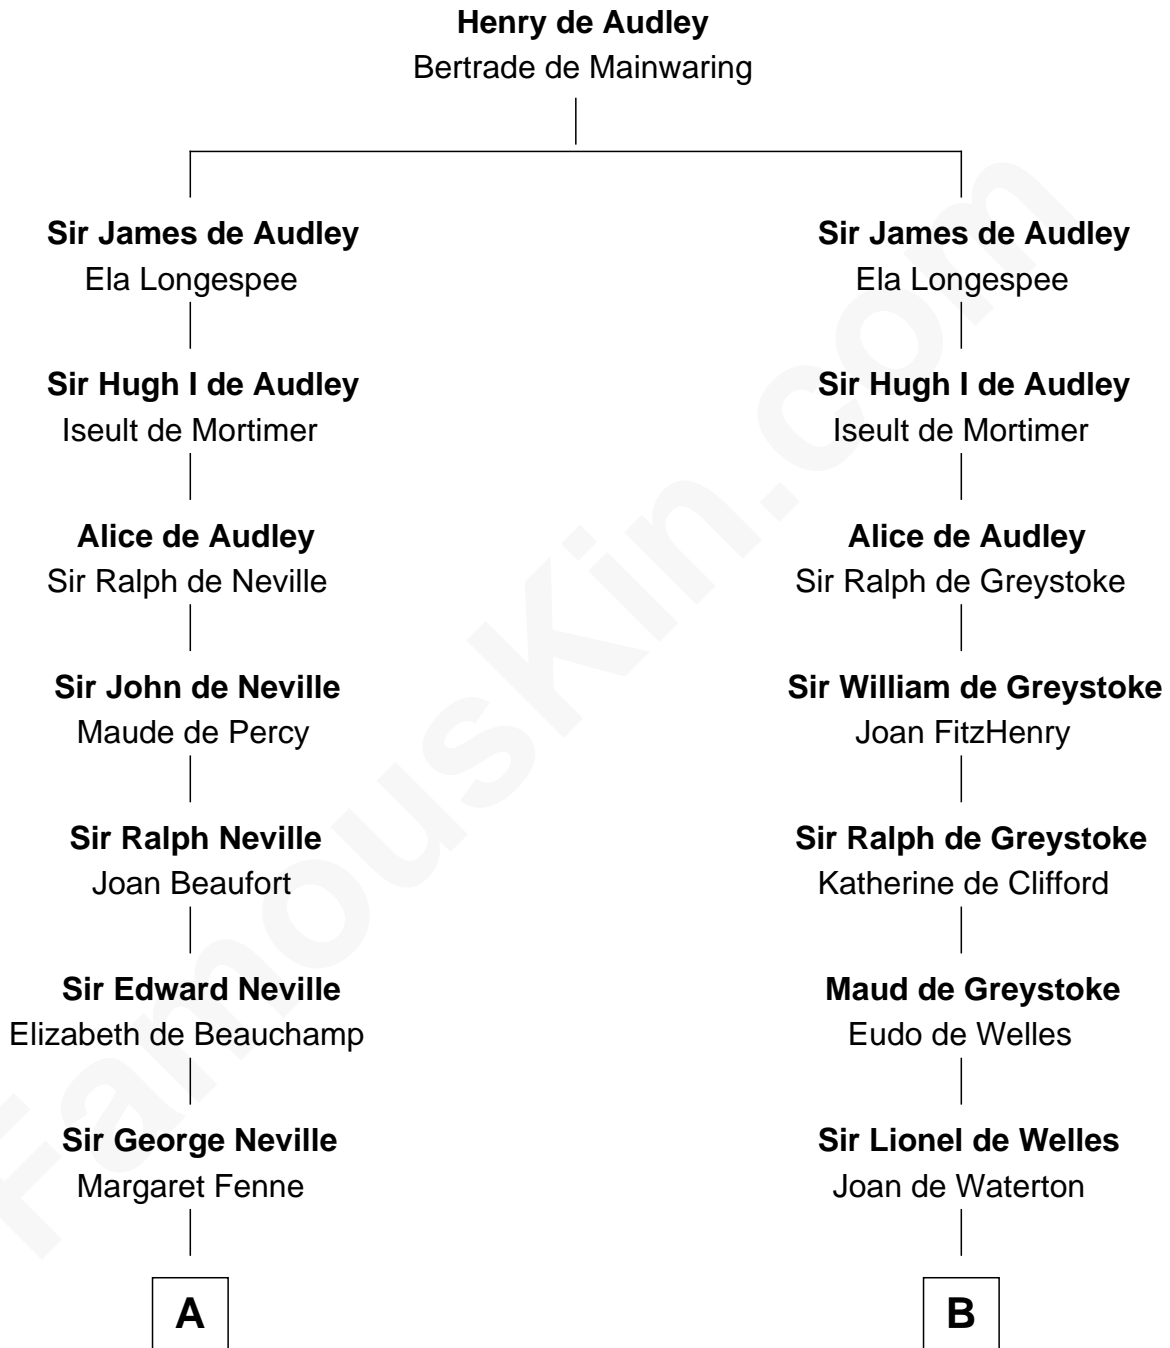 Henry de Audley
Bertrade de Mainwaring
Sir James de Audley
Ela Longespee
Sir Hugh I de Audley
Iseult de Mortimer
Alice de Audley
Sir Ralph de Neville
Sir John de Neville
Maude de Percy
Sir Ralph Neville
Joan Beaufort
Sir Edward Neville
Elizabeth de Beauchamp
Sir George Neville
Margaret Fenne
A
Sir James de Audley
Ela Longespee
Sir Hugh I de Audley
Iseult de Mortimer
Alice de Audley
Sir Ralph de Greystoke
Sir William de Greystoke
Joan FitzHenry
Sir Ralph de Greystoke
Katherine de Clifford
Maud de Greystoke
Eudo de Welles
Sir Lionel de Welles
Joan de Waterton
B
FamousKin.com